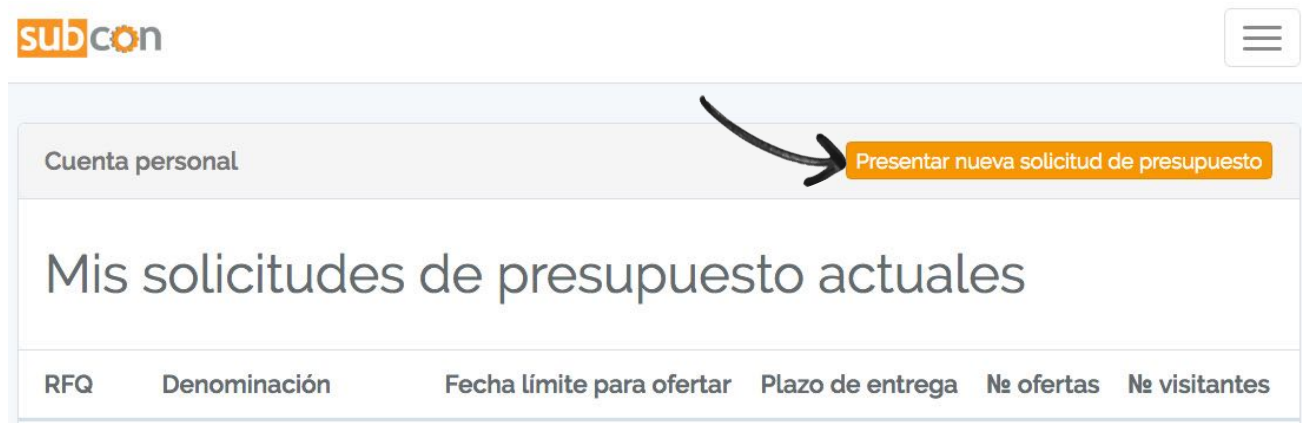 subcon
Cuenta personal
Presentar nueva solicitud de presupuesto
Mis solicitudes de presupuesto actuales
RFQ Denominación Fecha límite para ofertar Plazo de entrega № ofertas № visitantes